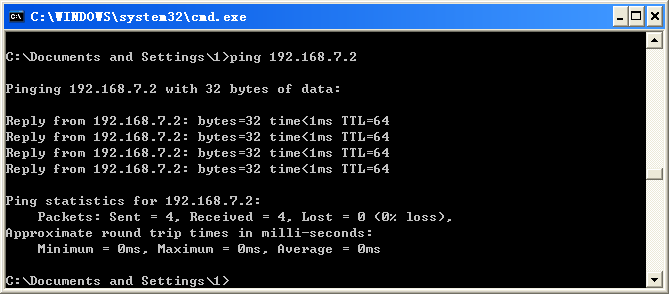 C:\WINDOWS\system32\cmd.exe
C:\Documents and Settings\1>ping 192.168.7.2
Pinging 192.168.7.2 with 32 bytes of data:
Reply from 192.168.7.2: bytes=32 time<1ms TTL=64
Reply from 192.168.7.2: bytes=32 time<1ms TTL=64
Reply from 192.168.7.2: bytes=32 time<1ms TTL=64
Reply from 192.168.7.2: bytes=32 time<1ms TTL=64
Ping statistics for 192.168.7.2:
    Packets: Sent = 4, Received = 4, Lost = 0 (0% loss),
Approximate round trip times in milli-seconds:
    Minimum = 0ms, Maximum = 0ms, Average = 0ms
C:\Documents and Settings\1>